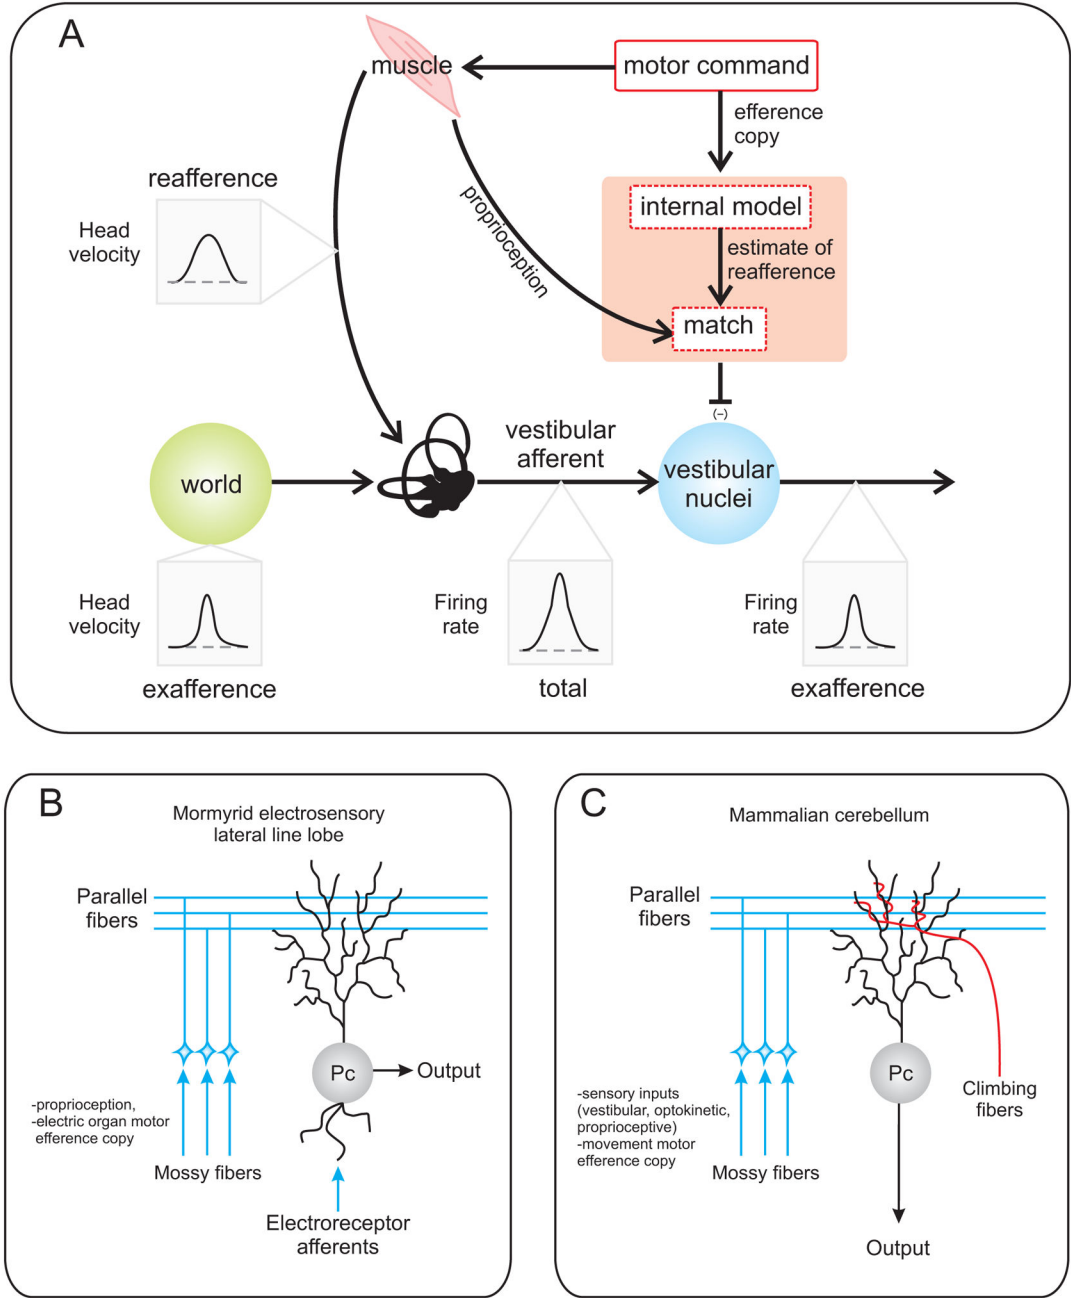 A
muscle
motor command
efference
copy
reafference
Head
velocity
proprioception
internal model
estimate of
reafference
match
(−)
world
vestibular
afferent
vestibular
nuclei
Head
velocity
exafference
Firing
rate
total
Firing
rate
exafference
B
Mormyrid electrosensory
lateral line lobe
Parallel
fibers
Pc
Output
-proprioception,
-electric organ motor
efference copy
Mossy fibers
Electroreceptor
afferents
C
Mammalian cerebellum
Parallel
fibers
Pc
Climbing
fibers
-sensory inputs
(vestibular, optokinetic,
proprioceptive)
-movement motor
efference copy
Mossy fibers
Output